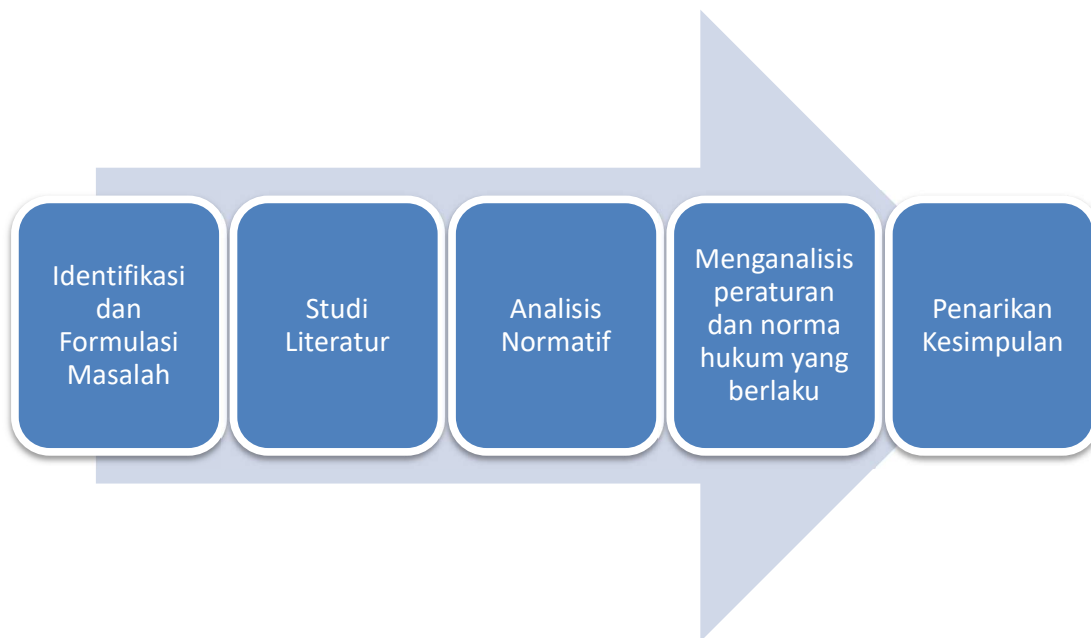 Identifikasi
dan
Formulasi
Masalah
Studi
Literatur
Analisis
Normatif
Menganalisis
peraturan
dan norma
hukum yang
berlaku
Penarikan
Kesimpulan